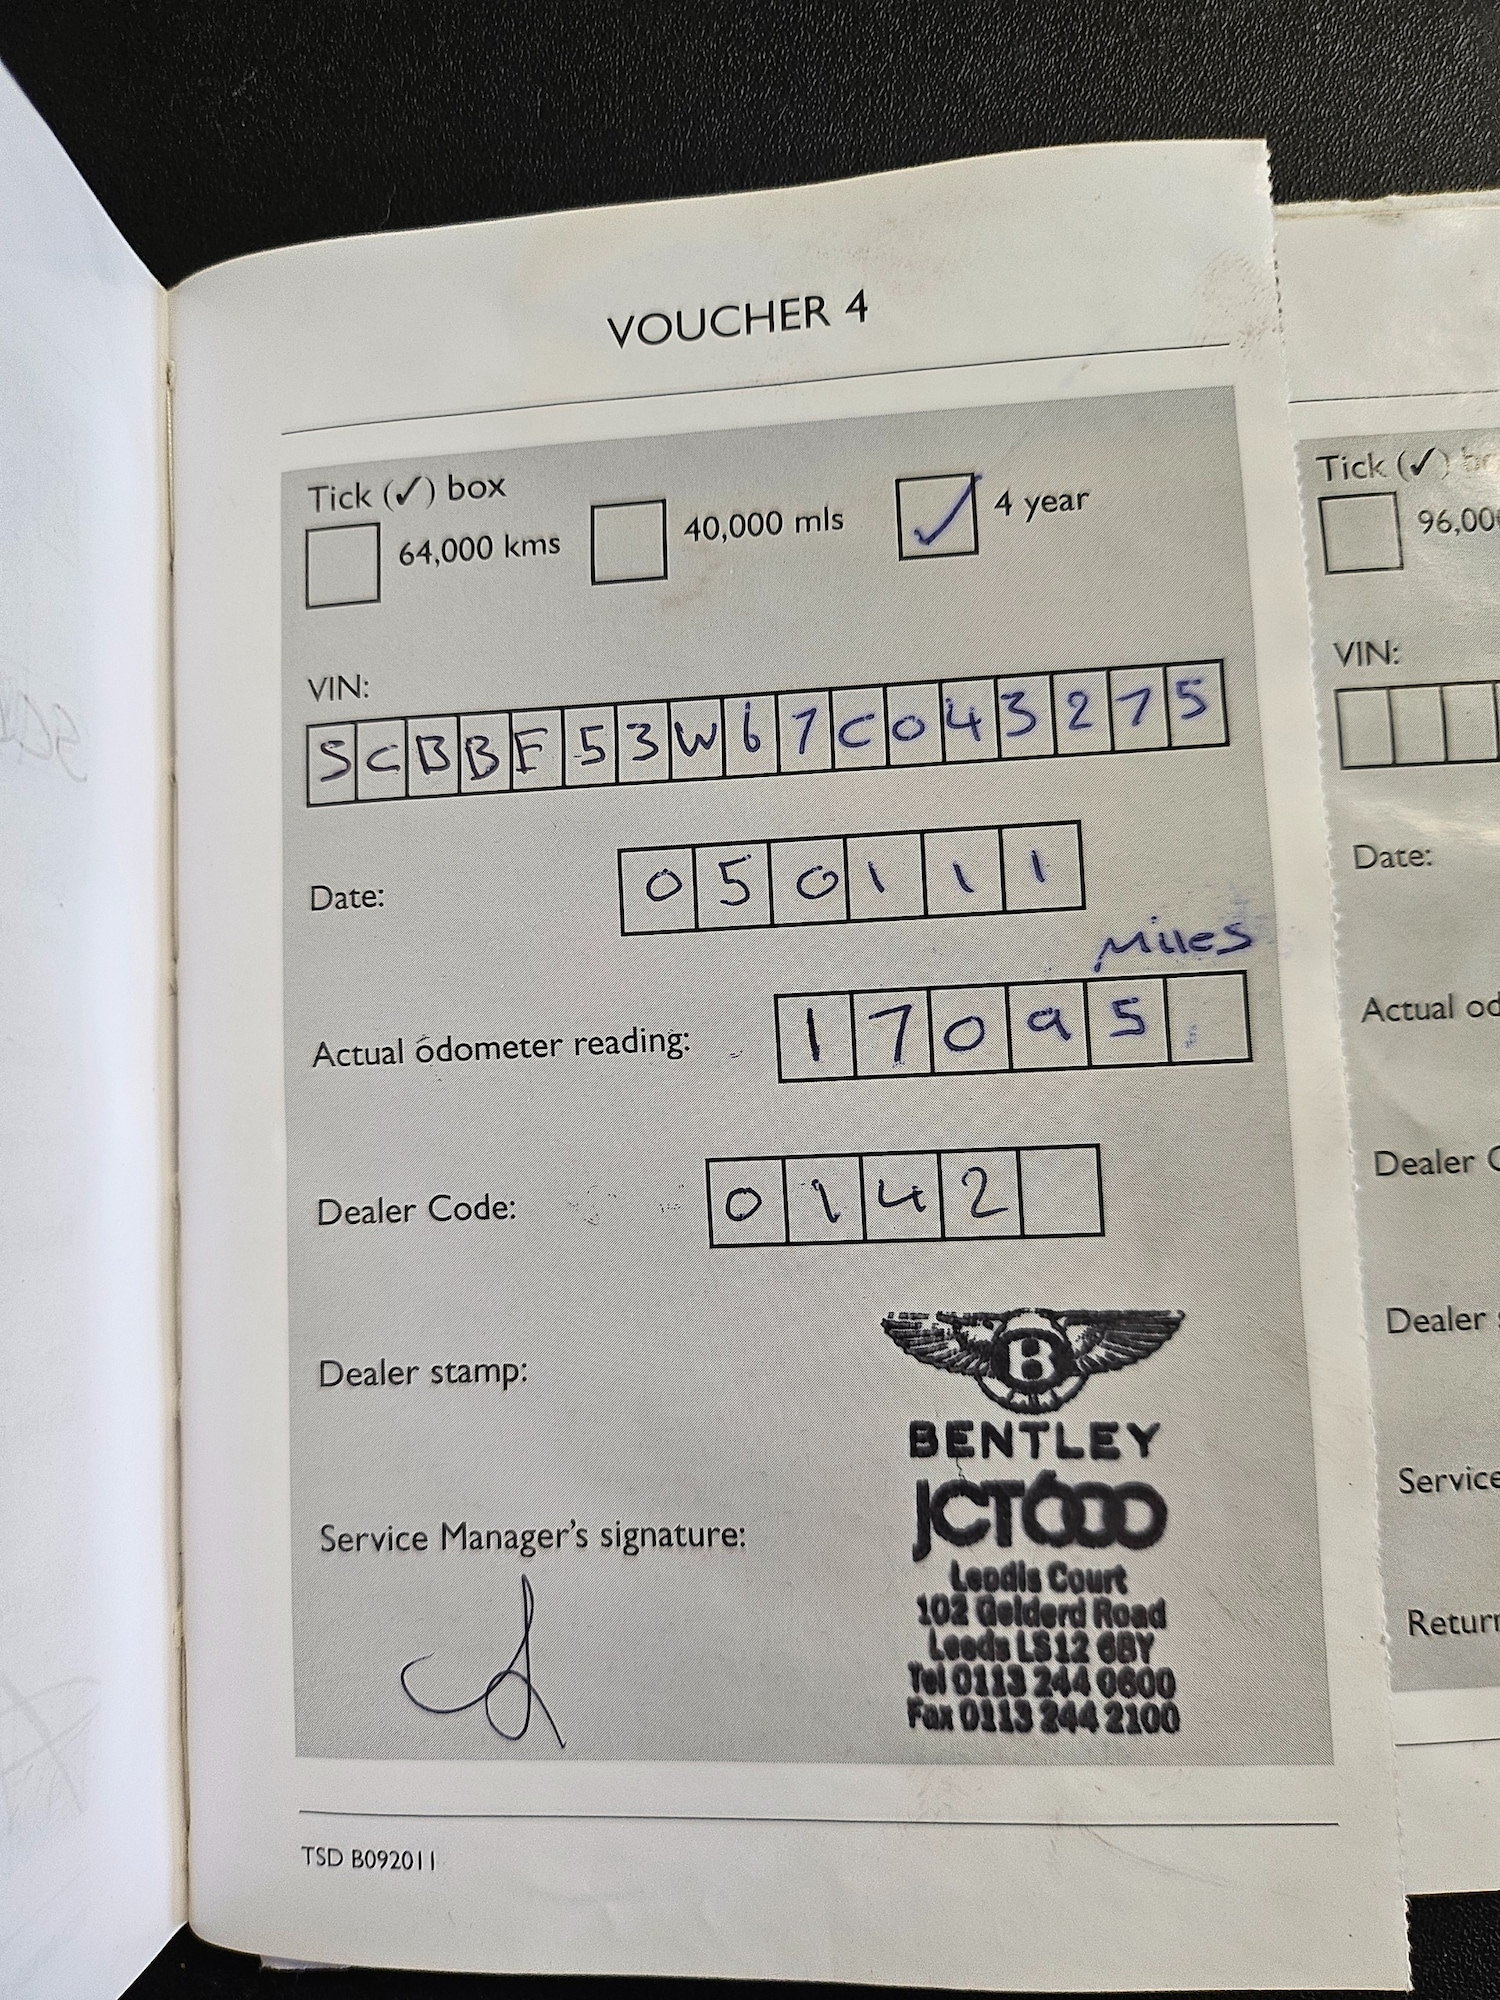 VOUCHER 4
Tick (✓) box
64,000 kms
40,000 mls
✓ 4 year
VIN:
SCBBF53W67C043275
Date: 050111
Miles
Actual odometer reading: 17095
Dealer Code: 0142
Dealer stamp:
B
BENTLEY
JCT600
Leodis Court
102 Gelderd Road
Leeds LS12 6BY
Tel 0113 244 0600
Fax 0113 244 2100
Service Manager's signature:
TSD B092011
Tick (✓)
96,00
VIN:
Date:
Actual od
Dealer C
Dealer
Service
Return